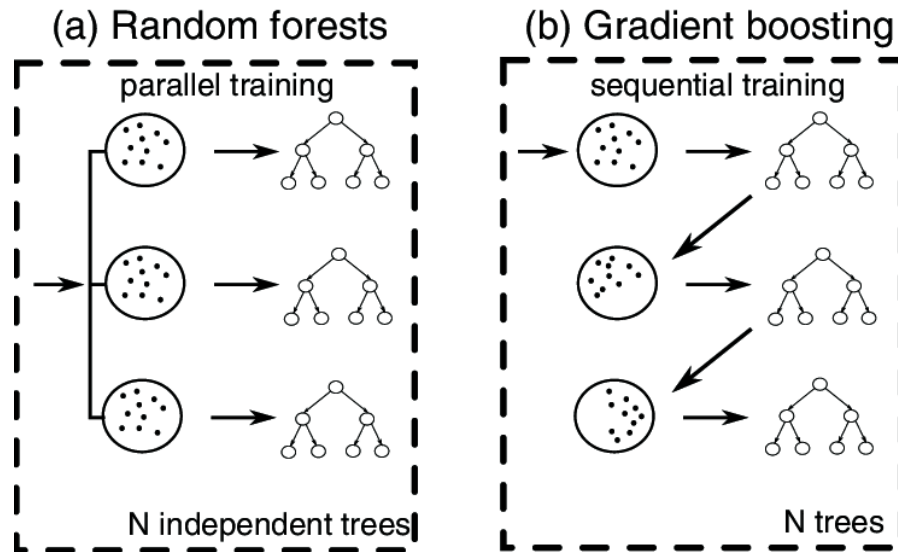 (a) Random forests
parallel training
N independent trees
(b) Gradient boosting
sequential training
N trees